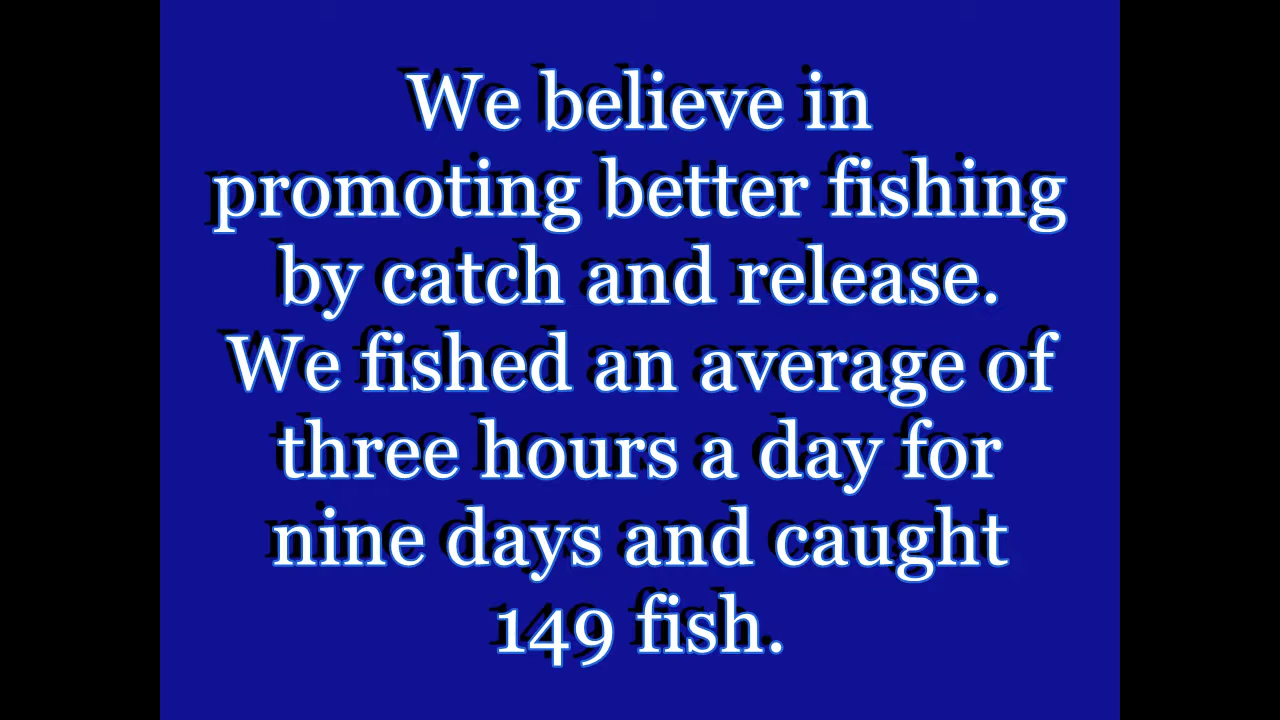 We believe in
promoting better fishing
by catch and release.
We fished an average of
three hours a day for
nine days and caught
149 fish.